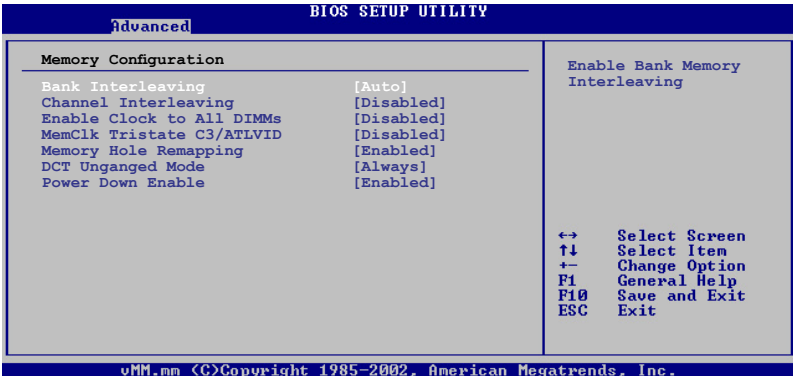 BIOS SETUP UTILITY
Advanced
Memory Configuration
Bank Interleaving [Auto]
Channel Interleaving [Disabled]
Enable Clock to All DIMMs [Disabled]
MemClk Tristate C3/ATLVID [Disabled]
Memory Hole Remapping [Enabled]
DCT Unganged Mode [Always]
Power Down Enable [Enabled]
Enable Bank Memory
Interleaving
←→ Select Screen
↑↓ Select Item
+- Change Option
F1 General Help
F10 Save and Exit
ESC Exit
vMM.mm (C)Copyright 1985-2002, American Megatrends, Inc.